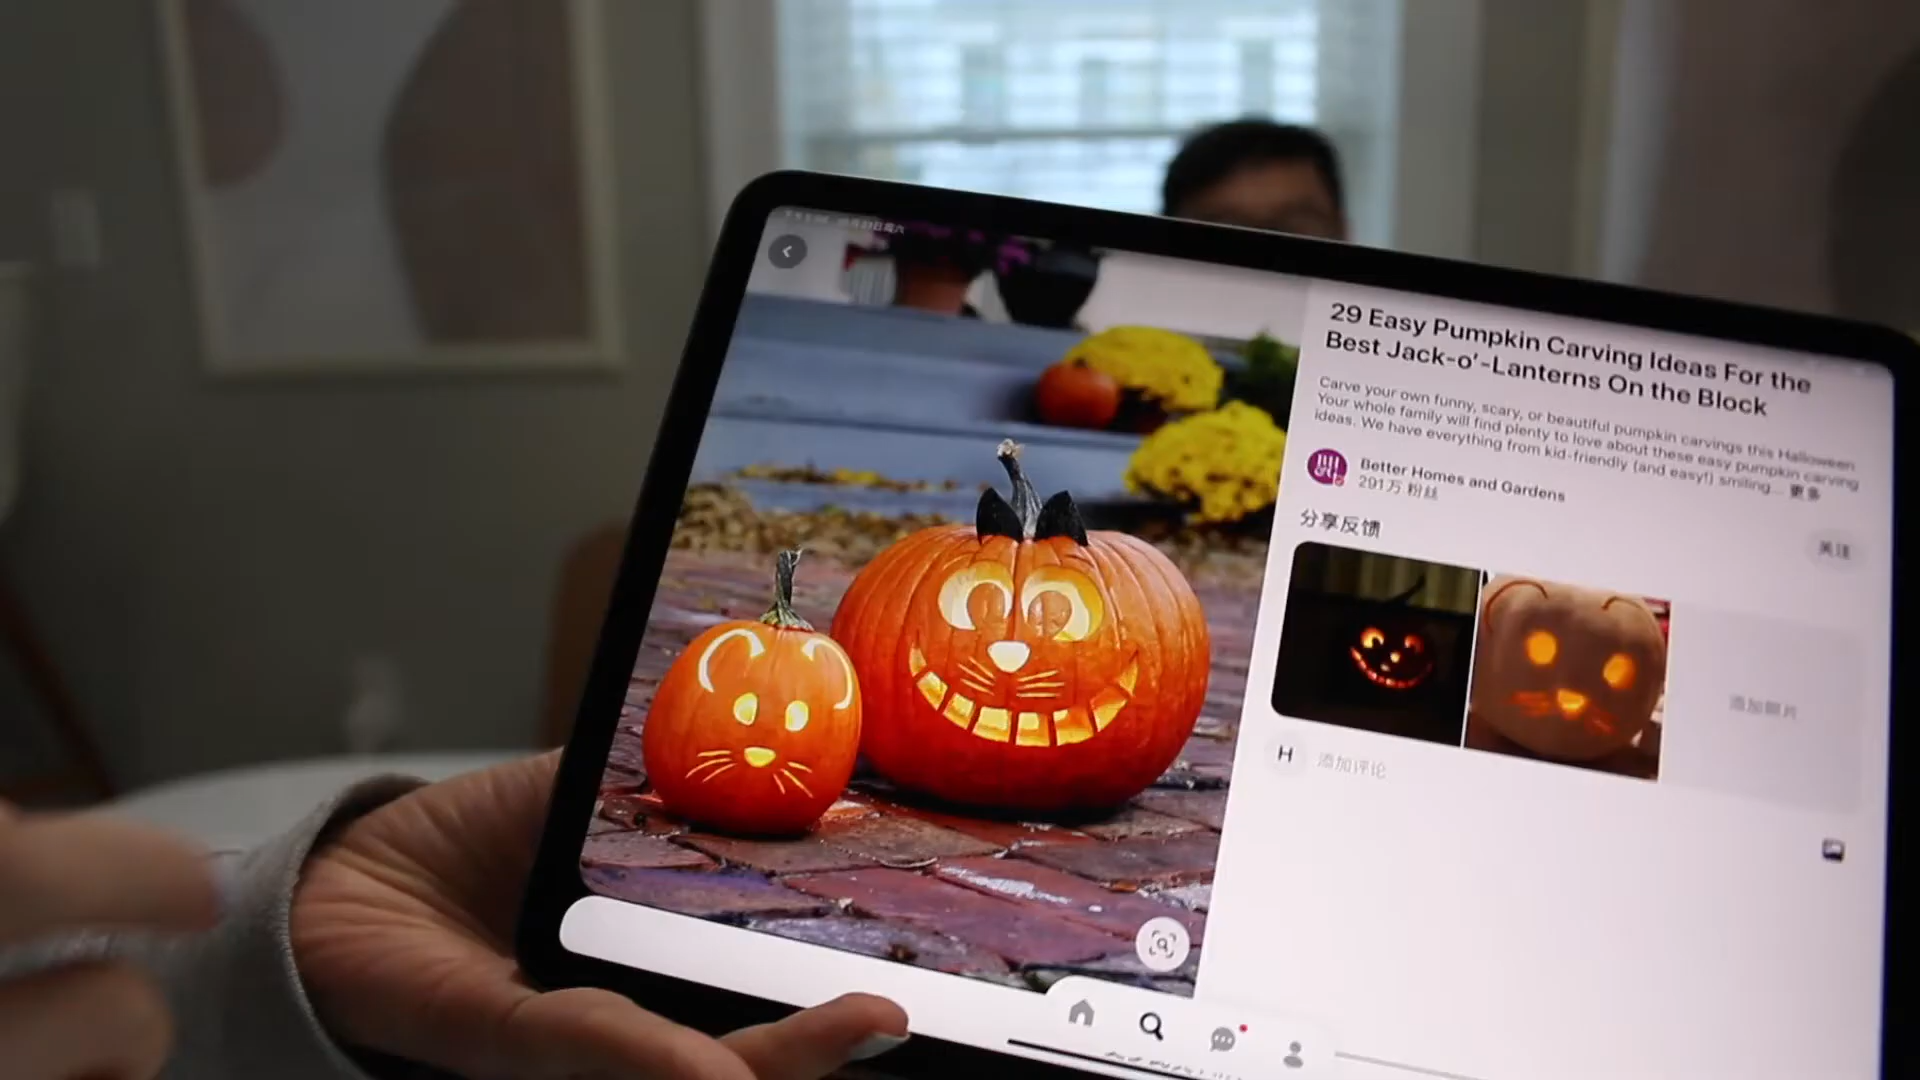 29 Easy Pumpkin Carving Ideas For the
Best Jack-o'-Lanterns On the Block
Carve your own funny, scary, or beautiful pumpkin carvings this Halloween
Your whole family will find plenty to love about these easy pumpkin carving
ideas. We have everything from kid-friendly (and easy!) smiling... 更多
Better Homes and Gardens
291万 粉丝
关注
分享反馈
添加照片
H 添加评论